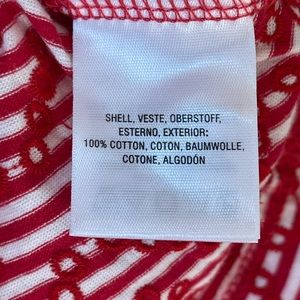 SHELL, VESTE, OBERSTOFF,
ESTERNO, EXTERIOR:
100% COTTON, COTON, BAUMWOLLE,
COTONE, ALGODÓN